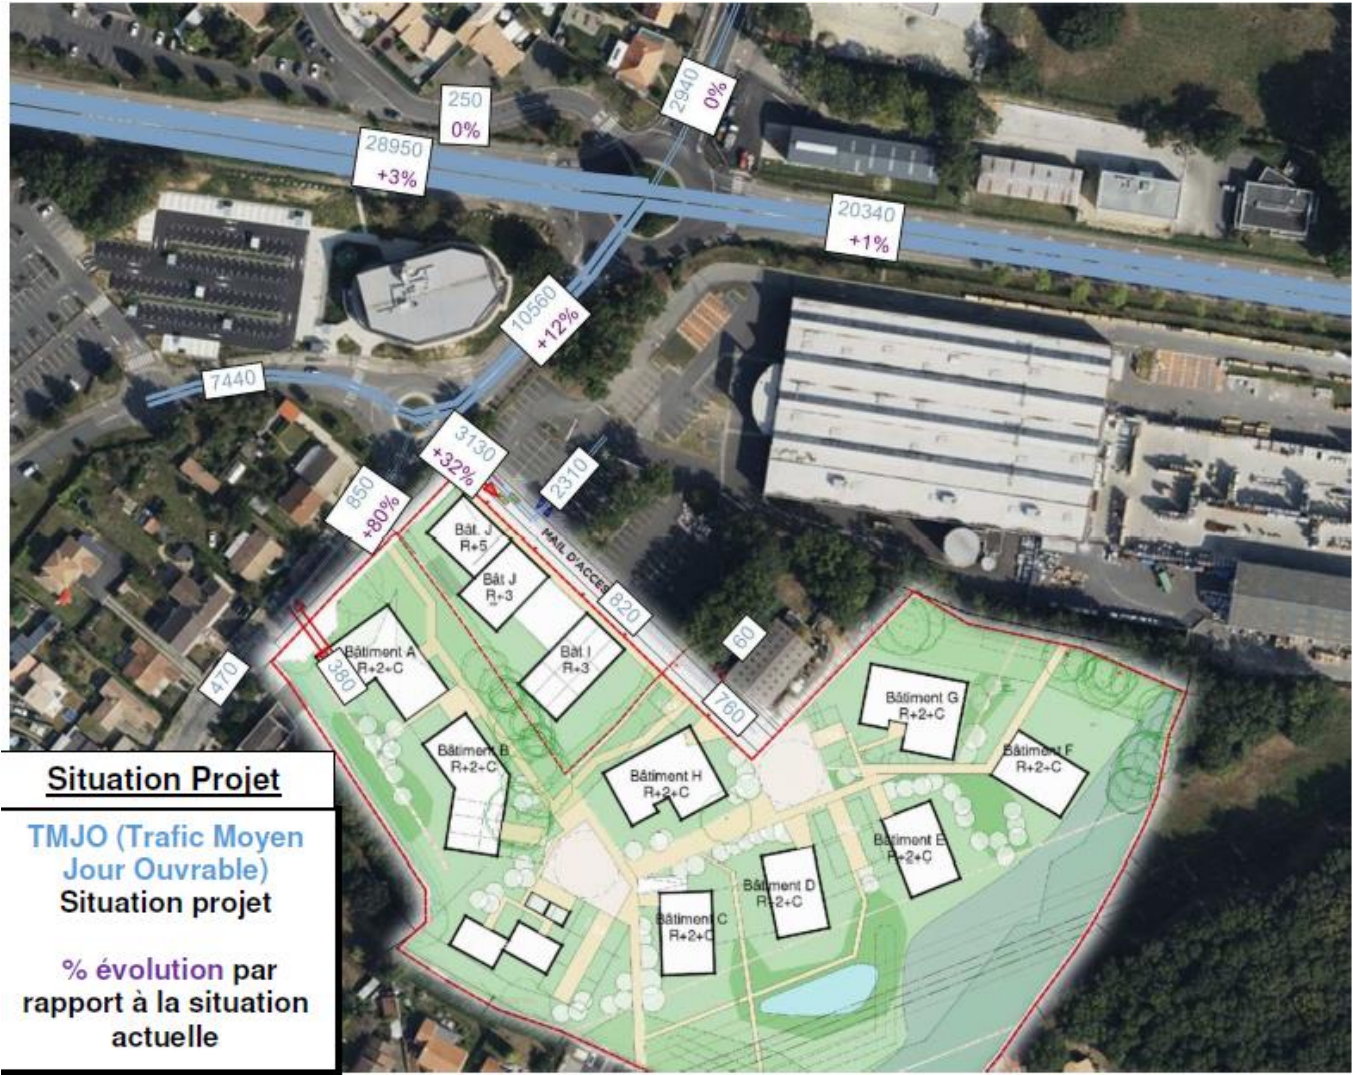 2940
0%
250
0%
28950
+3%
20340
+1%
10560
+12%
7440
3130
+32%
2310
850
+80%
MAIL D'ACCES
Bât. J
R+5
Bât J
R+3
820
Bât I
R+3
60
Bâtiment A
R+2+C
380
470
760
Bâtiment G
R+2+C
Bâtiment B
R+2+C
Bâtiment F
R+2+C
Bâtiment H
R+2+C
Bâtiment E
R+2+C
Bâtiment D
R+2+C
Bâtiment C
R+2+C
Situation Projet
TMJO (Trafic Moyen
Jour Ouvrable)
Situation projet
% évolution par
rapport à la situation
actuelle